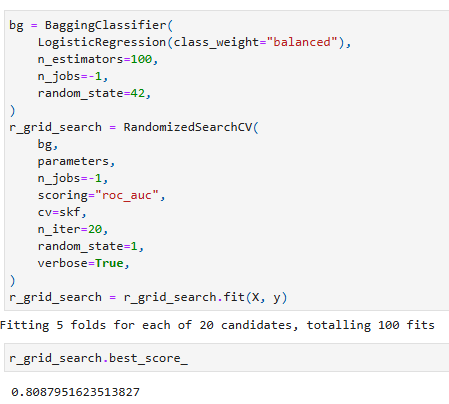 bg = BaggingClassifier(
    LogisticRegression(class_weight="balanced"),
    n_estimators=100,
    n_jobs=-1,
    random_state=42,
)
r_grid_search = RandomizedSearchCV(
    bg,
    parameters,
    n_jobs=-1,
    scoring="roc_auc",
    cv=skf,
    n_iter=20,
    random_state=1,
    verbose=True,
)
r_grid_search = r_grid_search.fit(X, y)
Fitting 5 folds for each of 20 candidates, totalling 100 fits
r_grid_search.best_score_
0.8087951623513827